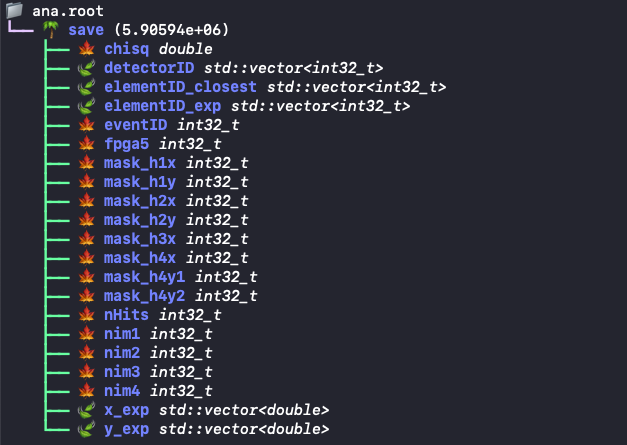 ana.root
save (5.90594e+06)
chisq double
detectorID std::vector<int32_t>
elementID_closest std::vector<int32_t>
elementID_exp std::vector<int32_t>
eventID int32_t
fpga5 int32_t
mask_h1x int32_t
mask_h1y int32_t
mask_h2x int32_t
mask_h2y int32_t
mask_h3x int32_t
mask_h4x int32_t
mask_h4y1 int32_t
mask_h4y2 int32_t
nHits int32_t
nim1 int32_t
nim2 int32_t
nim3 int32_t
nim4 int32_t
x_exp std::vector<double>
y_exp std::vector<double>